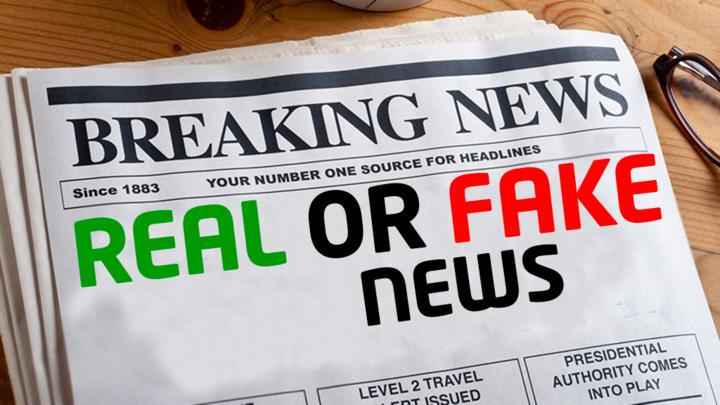 BREAKING NEWS
Since 1883 YOUR NUMBER ONE SOURCE FOR HEADLINES
REAL OR FAKE
NEWS
LEVEL 2 TRAVEL
ALERT ISSUED
PRESIDENTIAL
AUTHORITY COMES
INTO PLAY